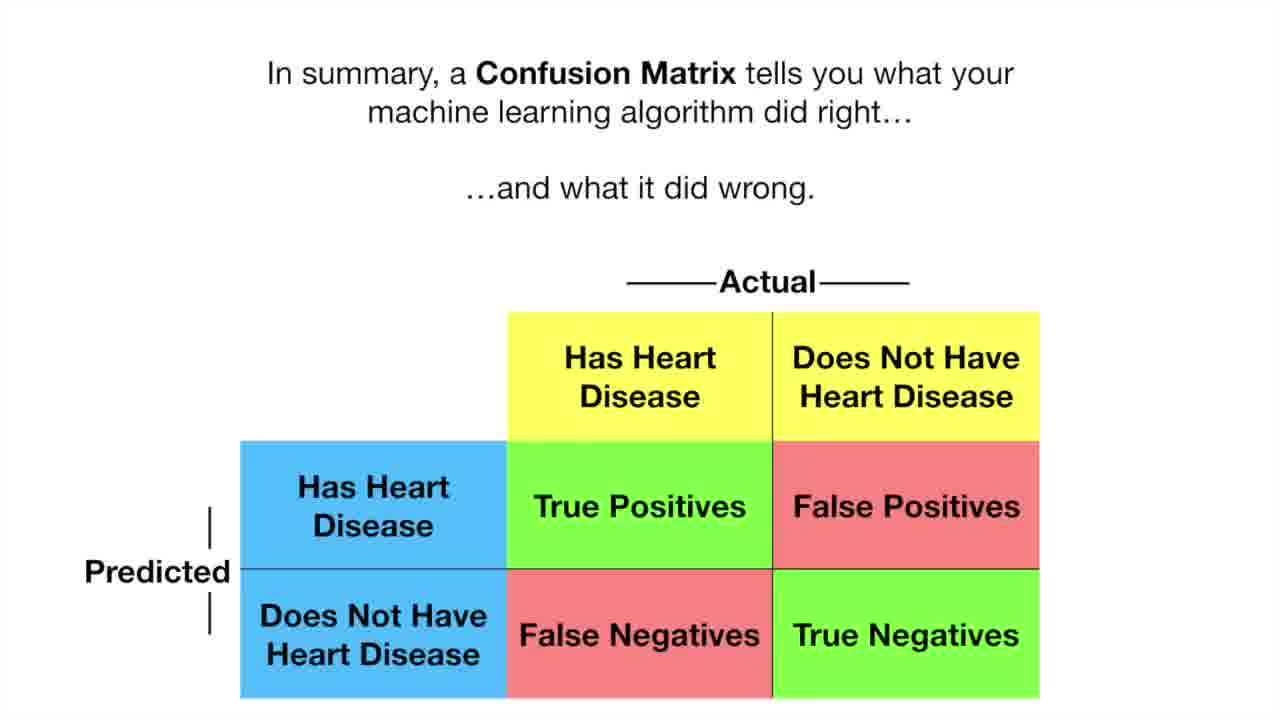 In summary, a Confusion Matrix tells you what your
machine learning algorithm did right…
…and what it did wrong.
Actual
Has Heart
Disease
Does Not Have
Heart Disease
Predicted
Has Heart
Disease
True Positives
False Positives
Does Not Have
Heart Disease
False Negatives
True Negatives